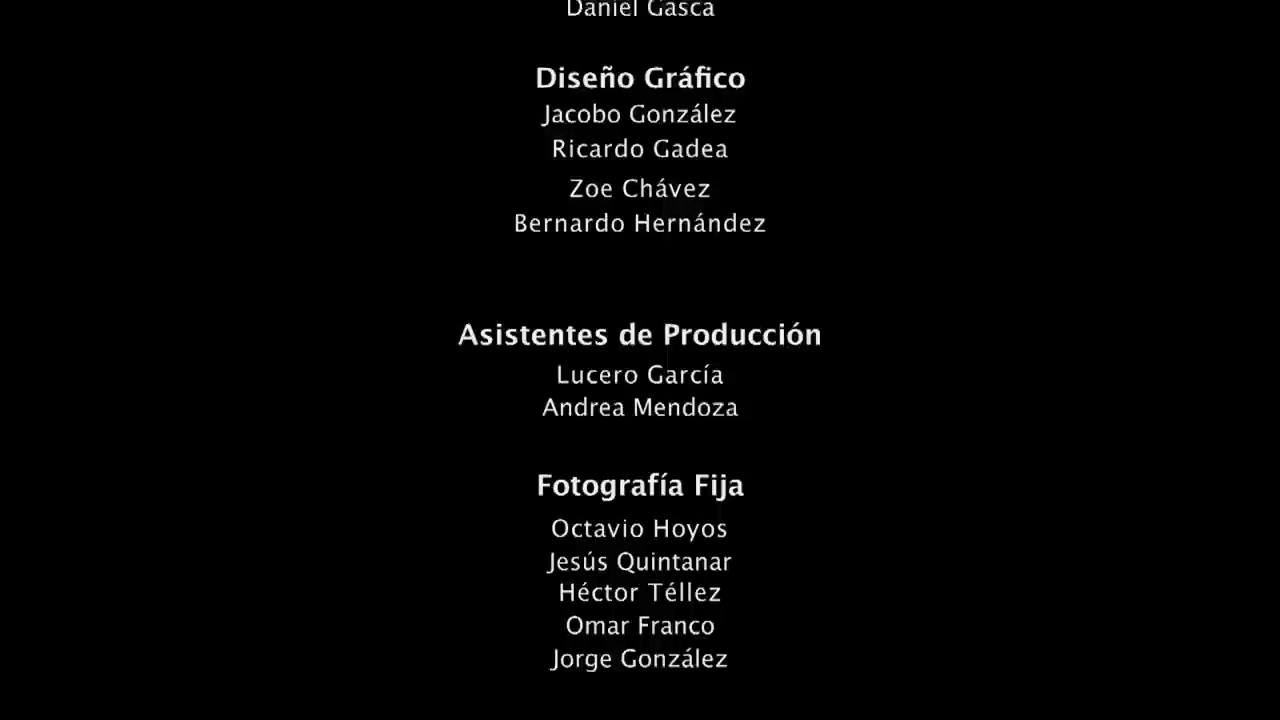 Daniel Gasca
Diseño Gráfico
Jacobo González
Ricardo Gadea
Zoe Chávez
Bernardo Hernández
Asistentes de Producción
Lucero García
Andrea Mendoza
Fotografía Fija
Octavio Hoyos
Jesús Quintanar
Héctor Téllez
Omar Franco
Jorge González